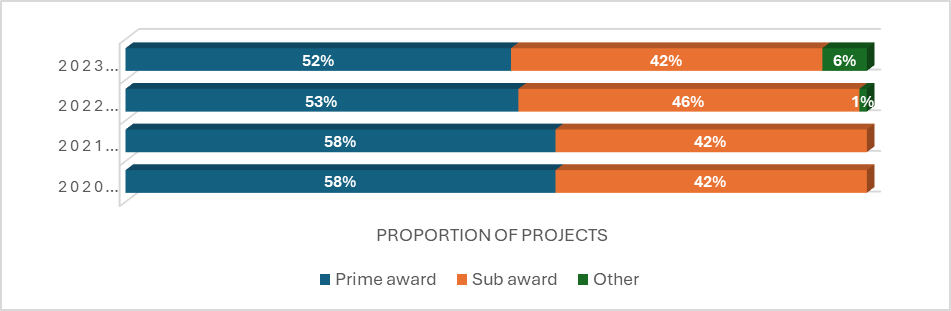 2023... 52% 42% 6%
2022... 53% 46% 1%
2021... 58% 42%
2020... 58% 42%
PROPORTION OF PROJECTS
Prime award Sub award Other